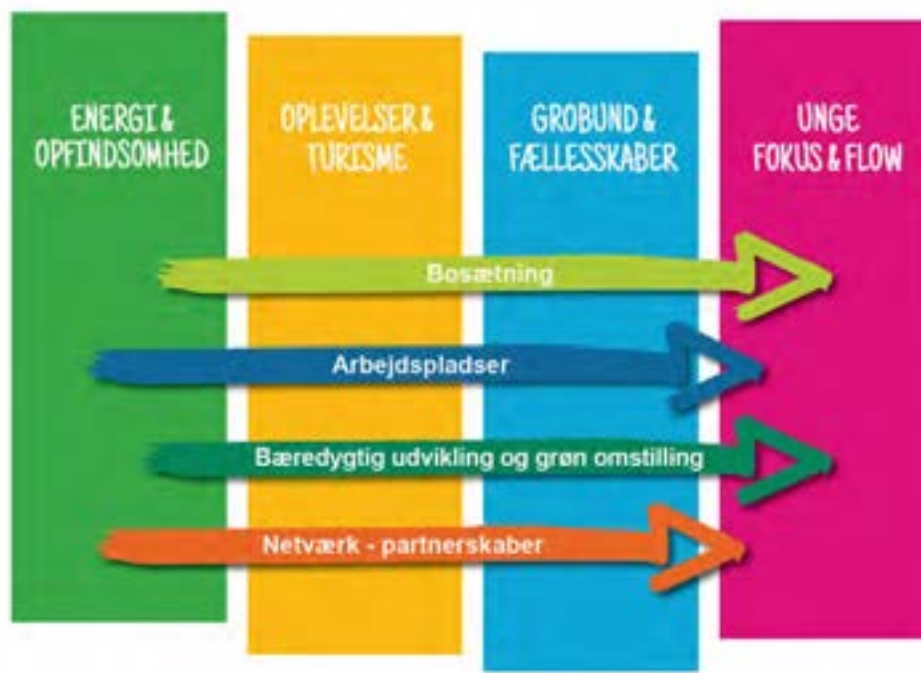 ENERGI &
OPFINDSOMHED
OPLEVELSER &
TURISME
GROBUND &
FÆLLESSKABER
UNGE
FOKUS & FLOW
Bosætning
Arbejdspladser
Bæredygtig udvikling og grøn omstilling
Netværk - partnerskaber